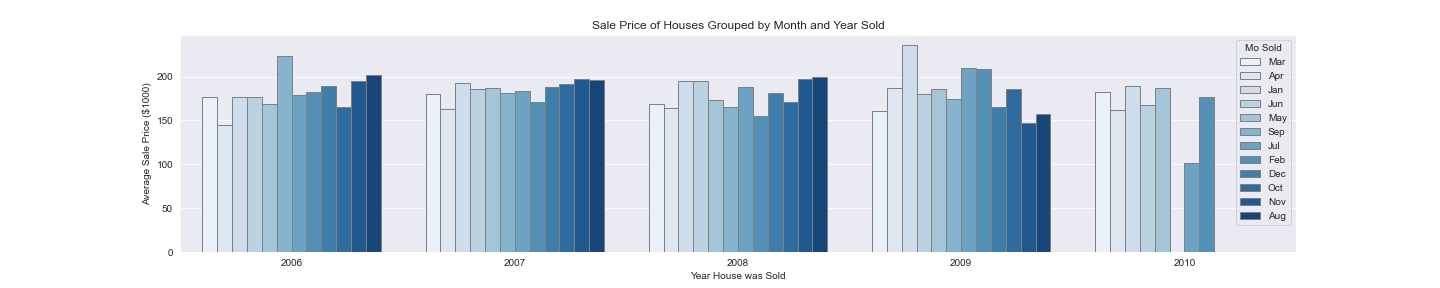 Sale Price of Houses Grouped by Month and Year Sold
Average Sale Price ($1000)
200
150
100
50
0
2006
2007
2008
2009
2010
Year House was Sold
Mo Sold
Mar
Apr
Jan
Jun
May
Sep
Jul
Feb
Dec
Oct
Nov
Aug